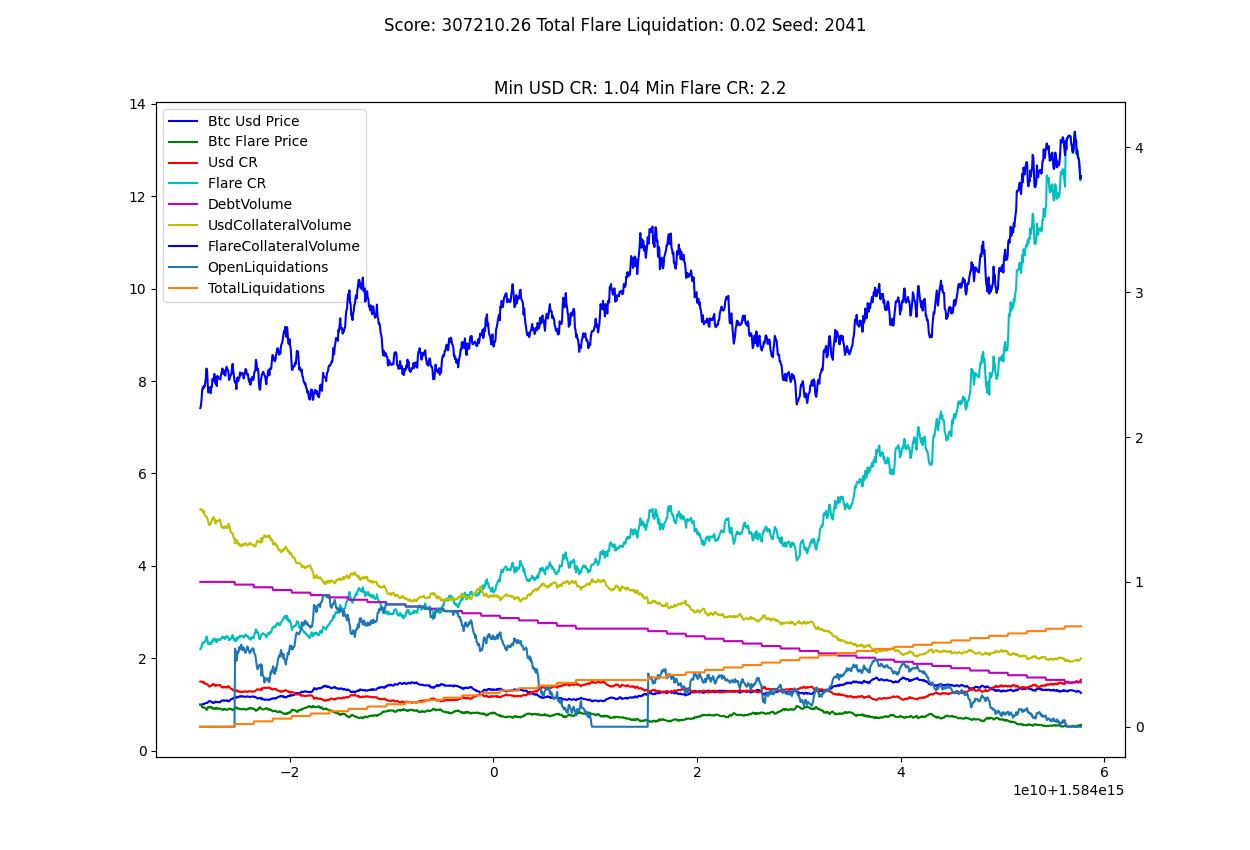 Score: 307210.26 Total Flare Liquidation: 0.02 Seed: 2041
Min USD CR: 1.04 Min Flare CR: 2.2
14
12
10
8
6
4
2
0
Btc Usd Price
Btc Flare Price
Usd CR
Flare CR
DebtVolume
UsdCollateralVolume
FlareCollateralVolume
OpenLiquidations
TotalLiquidations
4
3
2
1
0
−2 0 2 4 6
1e10+1.584e15